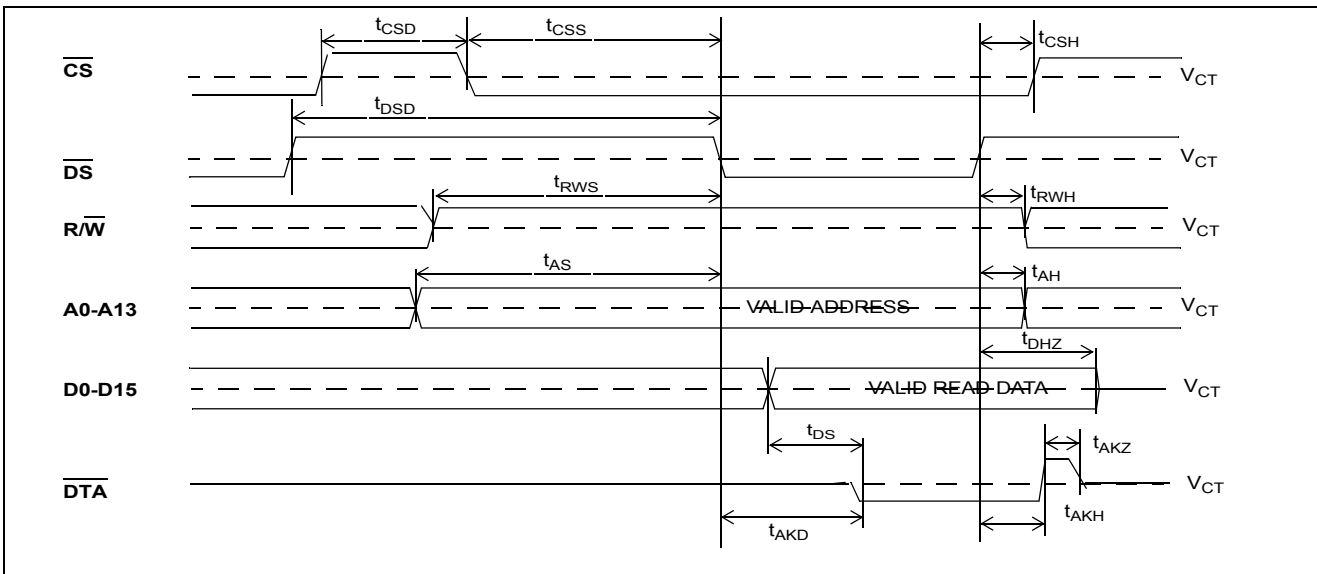 tCSD
tCSS
tCSH
CS
VCT
tDSD
DS
VCT
tRWS
tRWH
R/W
VCT
tAS
tAH
A0-A13
VALID ADDRESS
VCT
tDHZ
D0-D15
VALID READ DATA
VCT
tDS
tAKZ
DTA
VCT
tAKD
tAKH